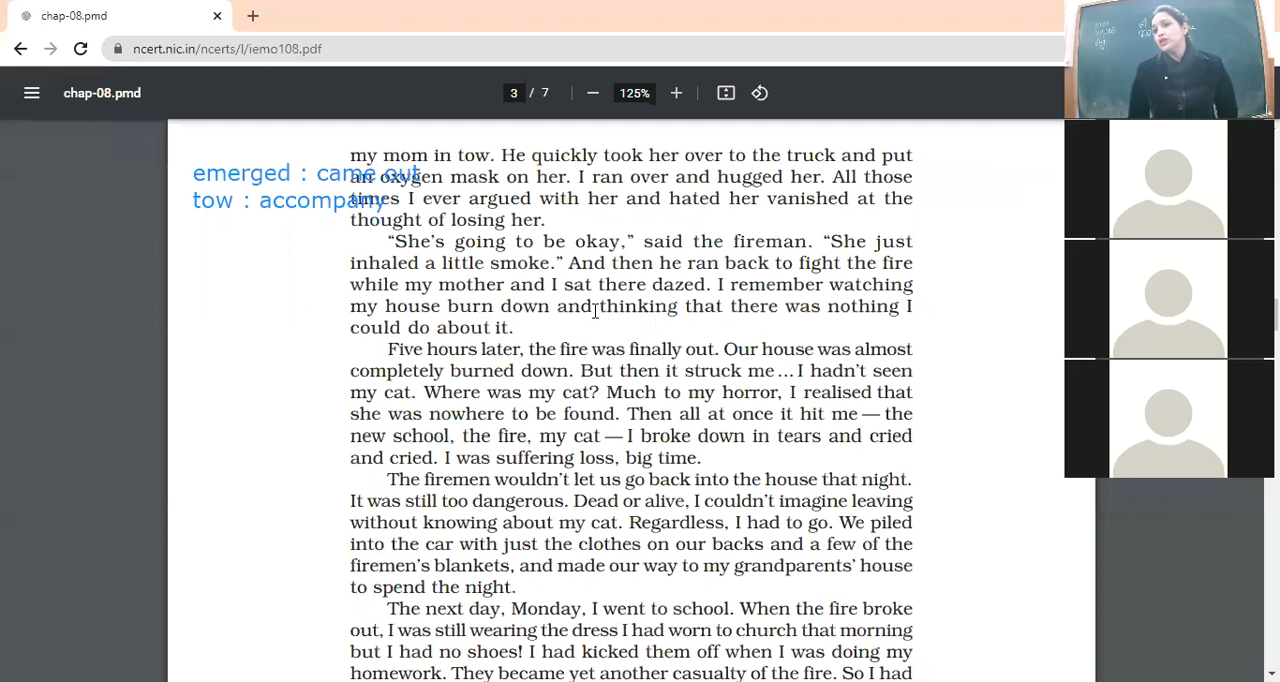 chap-08.pmd
ncert.nic.in/ncerts/l/iemo108.pdf
chap-08.pmd
3 / 7
125%
emerged : came out
tow : accompany
my mom in tow. He quickly took her over to the truck and put
an oxygen mask on her. I ran over and hugged her. All those
times I ever argued with her and hated her vanished at the
thought of losing her.
“She’s going to be okay,” said the fireman. “She just
inhaled a little smoke.” And then he ran back to fight the fire
while my mother and I sat there dazed. I remember watching
my house burn down and thinking that there was nothing I
could do about it.
Five hours later, the fire was finally out. Our house was almost
completely burned down. But then it struck me ... I hadn’t seen
my cat. Where was my cat? Much to my horror, I realised that
she was nowhere to be found. Then all at once it hit me — the
new school, the fire, my cat — I broke down in tears and cried
and cried. I was suffering loss, big time.
The firemen wouldn’t let us go back into the house that night.
It was still too dangerous. Dead or alive, I couldn’t imagine leaving
without knowing about my cat. Regardless, I had to go. We piled
into the car with just the clothes on our backs and a few of the
firemen’s blankets, and made our way to my grandparents’ house
to spend the night.
The next day, Monday, I went to school. When the fire broke
out, I was still wearing the dress I had worn to church that morning
but I had no shoes! I had kicked them off when I was doing my
homework. They became yet another casualty of the fire. So I had